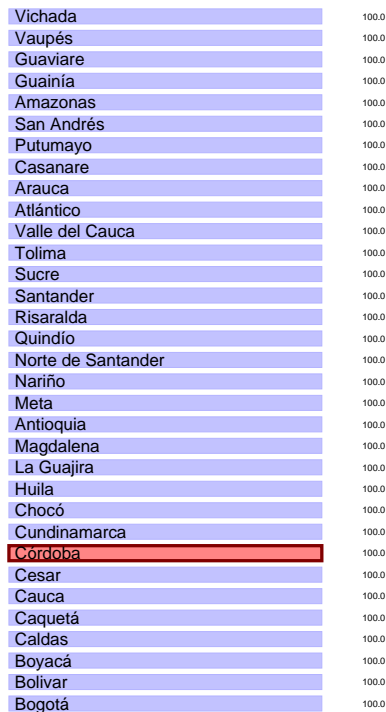 Vichada 100.0
Vaupés 100.0
Guaviare 100.0
Guainía 100.0
Amazonas 100.0
San Andrés 100.0
Putumayo 100.0
Casanare 100.0
Arauca 100.0
Atlántico 100.0
Valle del Cauca 100.0
Tolima 100.0
Sucre 100.0
Santander 100.0
Risaralda 100.0
Quindío 100.0
Norte de Santander 100.0
Nariño 100.0
Meta 100.0
Antioquia 100.0
Magdalena 100.0
La Guajira 100.0
Huila 100.0
Chocó 100.0
Cundinamarca 100.0
Córdoba 100.0
Cesar 100.0
Cauca 100.0
Caquetá 100.0
Caldas 100.0
Boyacá 100.0
Bolivar 100.0
Bogotá 100.0